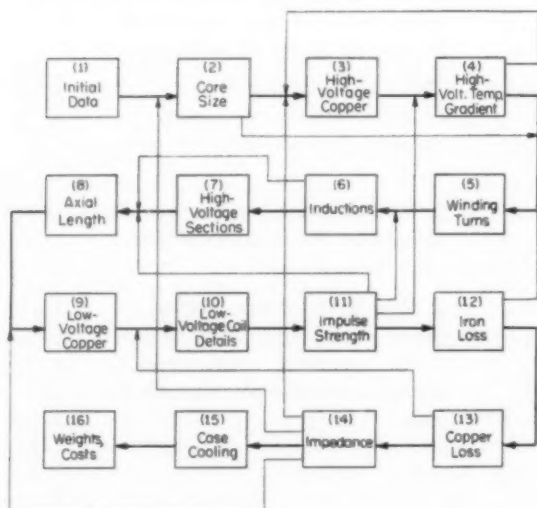 (1)
Initial
Data
(2)
Core
Size
(3)
High-
Voltage
Copper
(4)
High-
Volt. Temp.
Gradient
(8)
Axial
Length
(7)
High-
Voltage
Sections
(6)
Inductions
(5)
Winding
Turns
(9)
Low-
Voltage
Copper
(10)
Low-
Voltage Coil
Details
(11)
Impulse
Strength
(12)
Iron
Loss
(16)
Weights,
Costs
(15)
Case
Cooling
(14)
Impedance
(13)
Copper
Loss